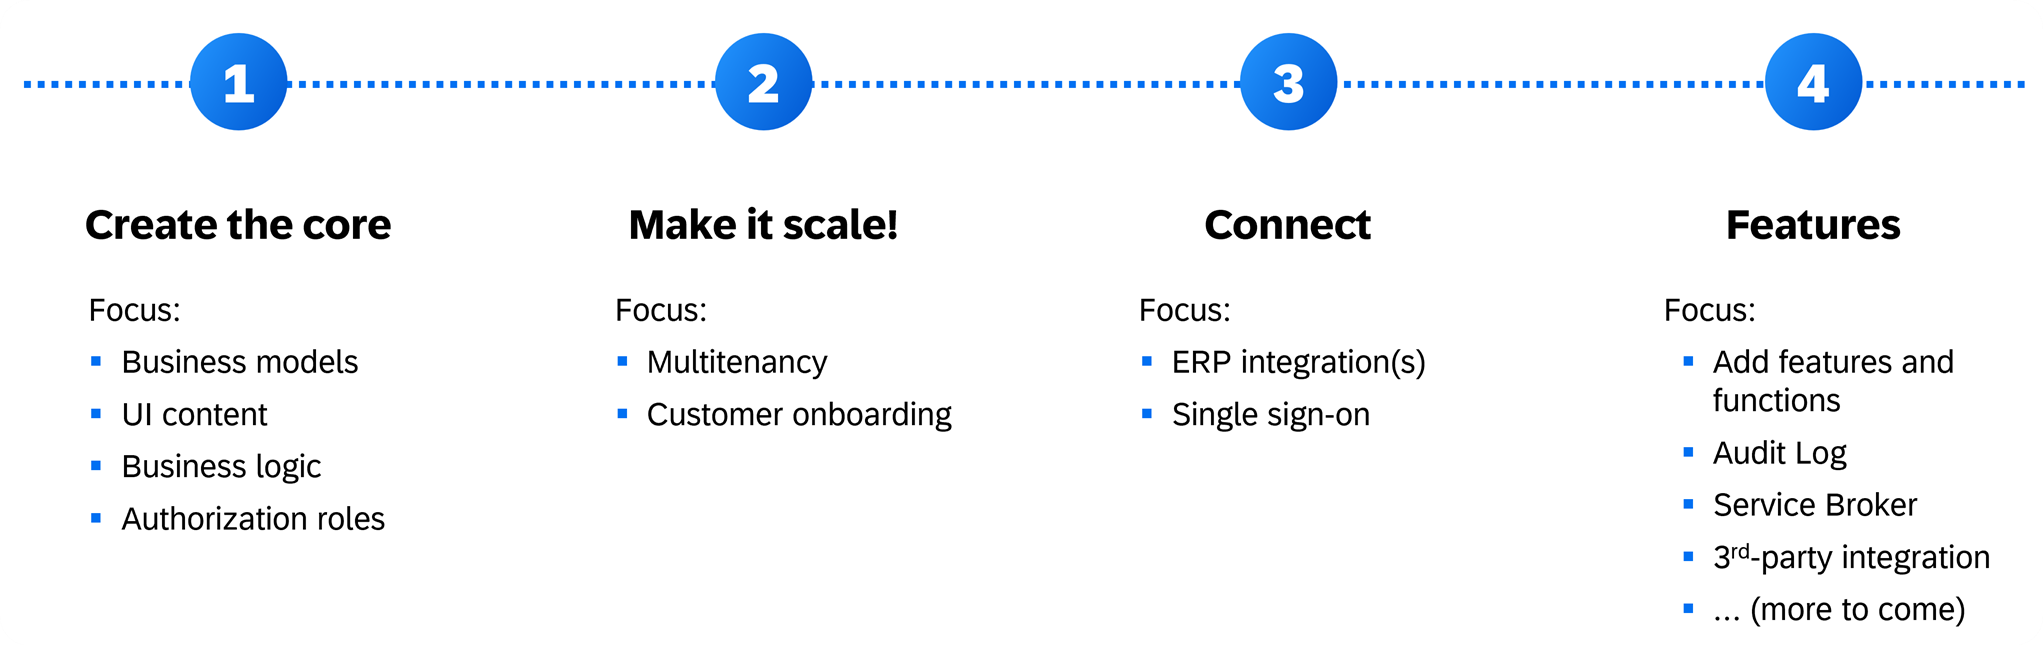 1
2
3
4
Create the core
Focus:
Business models
UI content
Business logic
Authorization roles
Make it scale!
Focus:
Multitenancy
Customer onboarding
Connect
Focus:
ERP integration(s)
Single sign-on
Features
Focus:
Add features and
functions
Audit Log
Service Broker
3rd-party integration
... (more to come)